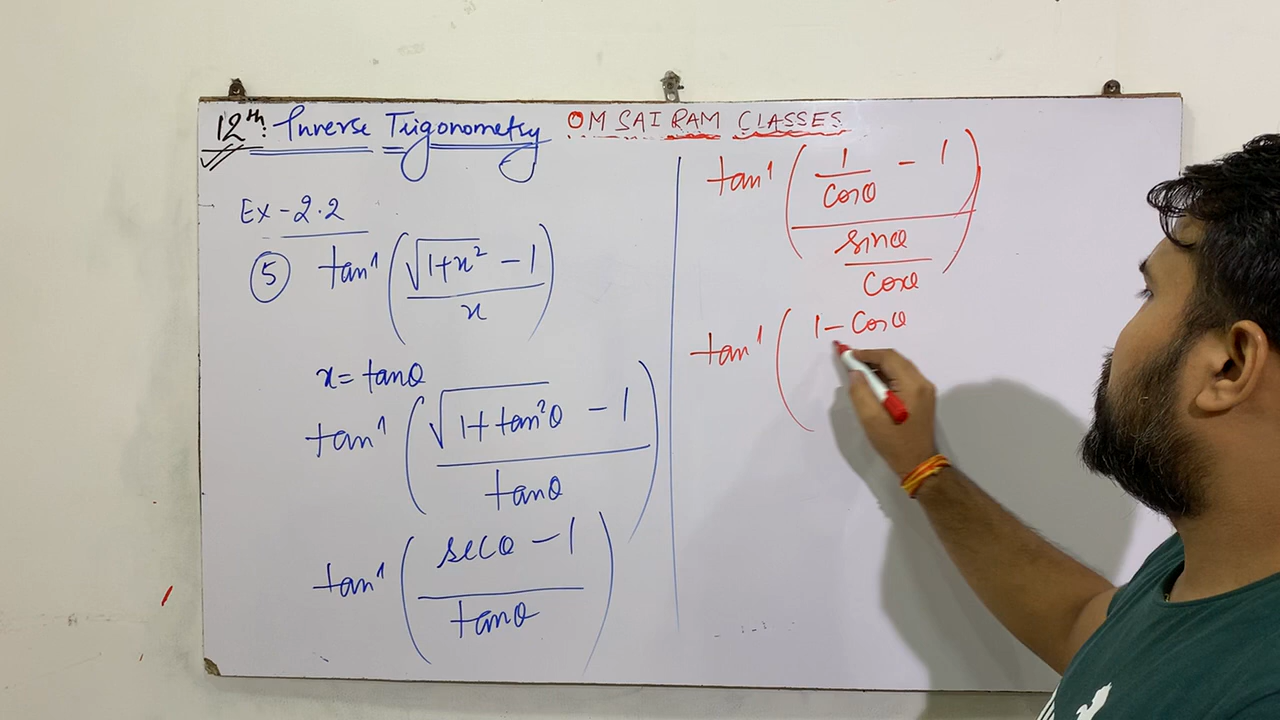 12th: Inverse Trigonometry OM SAI RAM CLASSES
Ex-2.2
⑤ tan⁻¹(√(1+x²) - 1 / x)
x = tanθ
tan⁻¹(√(1+tan²θ) - 1 / tanθ)
tan⁻¹(secθ - 1 / tanθ)
tan⁻¹(1/cosθ - 1 / sinθ/cosθ)
tan⁻¹(1 - cosθ